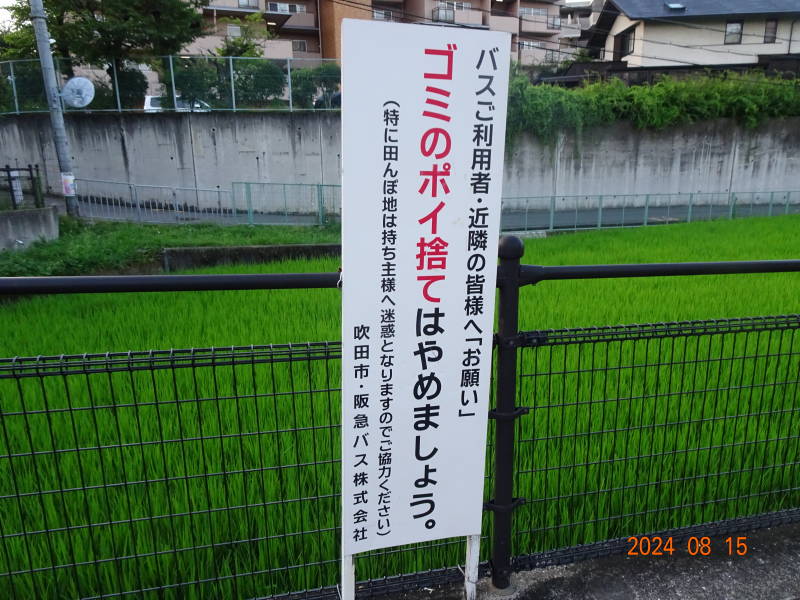 バスご利用者・近隣の皆様へ「お願い」
ゴミのポイ捨てはやめましょう。
(特に田んぼ地は持ち主様へ迷惑となりますのでご協力ください)
吹田市・阪急バス株式会社
2024 08 15